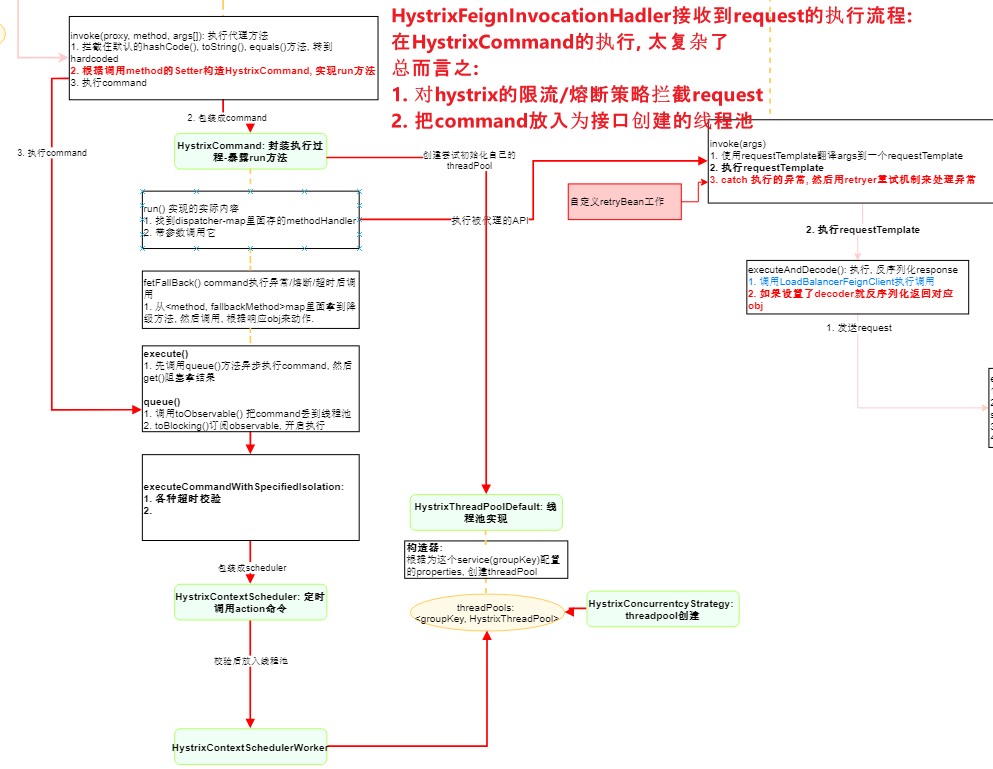 HystrixFeignInvocationHadler接收到request的执行流程:
在HystrixCommand的执行, 太复杂了
总而言之:
1. 对hystrix的限流/熔断策略拦截request
2. 把command放入为接口创建的线程池
invoke(proxy, method, args[]): 执行代理方法
1. 拦截住默认的hashCode(), toString(), equals()方法, 转到
hardcoded
2. 根据调用method的Setter构造HystrixCommand, 实现run方法
3. 执行command
2. 包装成command
3. 执行command
HystrixCommand: 封装执行过
程-暴露run方法
创建尝试初始化自己的
threadPool
run() 实现的实际内容
1. 找到dispatcher-map里面存的methodHandler
2. 带参数调用它
执行被代理的API
自定义retryBean工作
invoke(args)
1. 使用requestTemplate翻译args到一个requestTemplate
2. 执行requestTemplate
3. catch 执行的异常, 然后用retryer重试机制来处理异常
2. 执行requestTemplate
executeAndDecode(): 执行, 反序列化response
1. 调用LoadBalancerFeignClient执行调用
2. 如果设置了decoder就反序列化返回对应
obj
1. 发送request
fetFallBack() command执行异常/熔断/超时后调
用
1. 从<method, fallbackMethod>map里面拿到降
级方法, 然后调用, 根据响应obj来动作.
execute()
1. 先调用queue()方法异步执行command, 然后
get()阻塞拿结果
queue()
1. 调用toObservable() 把command丢到线程池
2. toBlocking()订阅observable, 开启执行
executeCommandWithSpecifiedIsolation:
1. 各种超时校验
2.
包装成scheduler
HystrixContextScheduler: 定时
调用action命令
校验后放入线程池
HystrixContextSchedulerWorker
HystrixThreadPoolDefault: 线
程池实现
构造器:
根据为这个service(groupKey)配置
的properties, 创建threadPool
threadPools:
<groupKey, HystrixThreadPool>
HystrixConcurrentcyStrategy:
threadpool创建